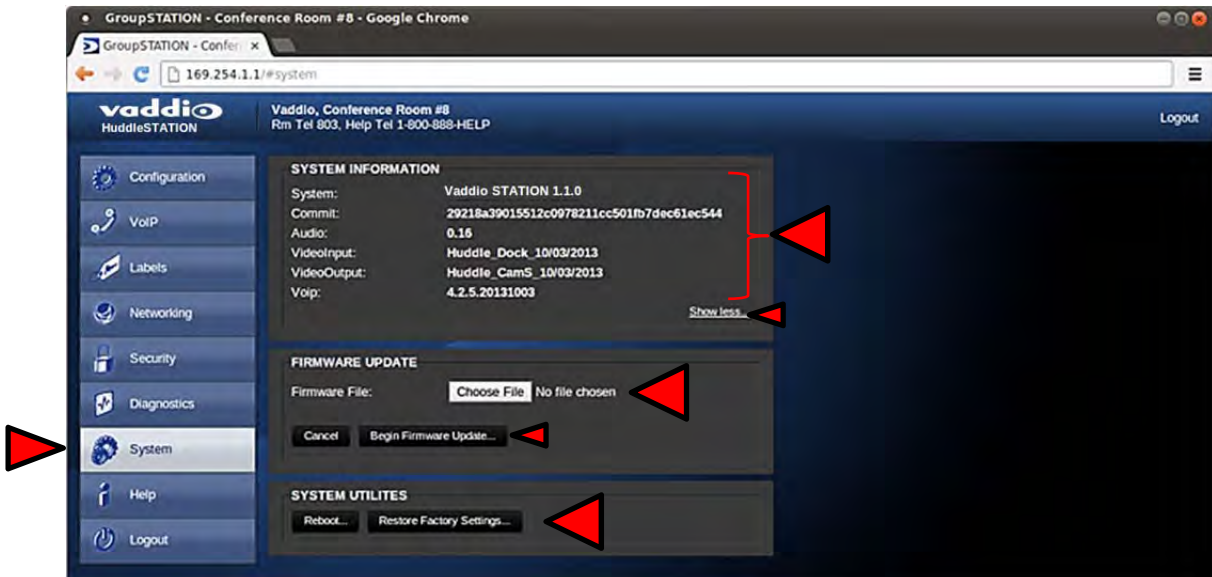 GroupSTATION - Conference Room #8 - Google Chrome
GroupSTATION - Confer
169.254.1.1/#system
vaddio
HuddleSTATION
Vaddio, Conference Room #8
Rm Tel 803, Help Tel 1-800-888-HELP
Logout
Configuration
VoIP
Labels
Networking
Security
Diagnostics
System
Help
Logout
SYSTEM INFORMATION
System: Vaddio STATION 1.1.0
Commit: 29218a39015512c0978211cc501fb7dec61ec544
Audio: 0.16
VideoInput: Huddle_Dock_10/03/2013
VideoOutput: Huddle_CamS_10/03/2013
Voip: 4.2.5.20131003
Show less...
FIRMWARE UPDATE
Firmware File: Choose File No file chosen
Cancel Begin Firmware Update...
SYSTEM UTILITES
Reboot... Restore Factory Settings...